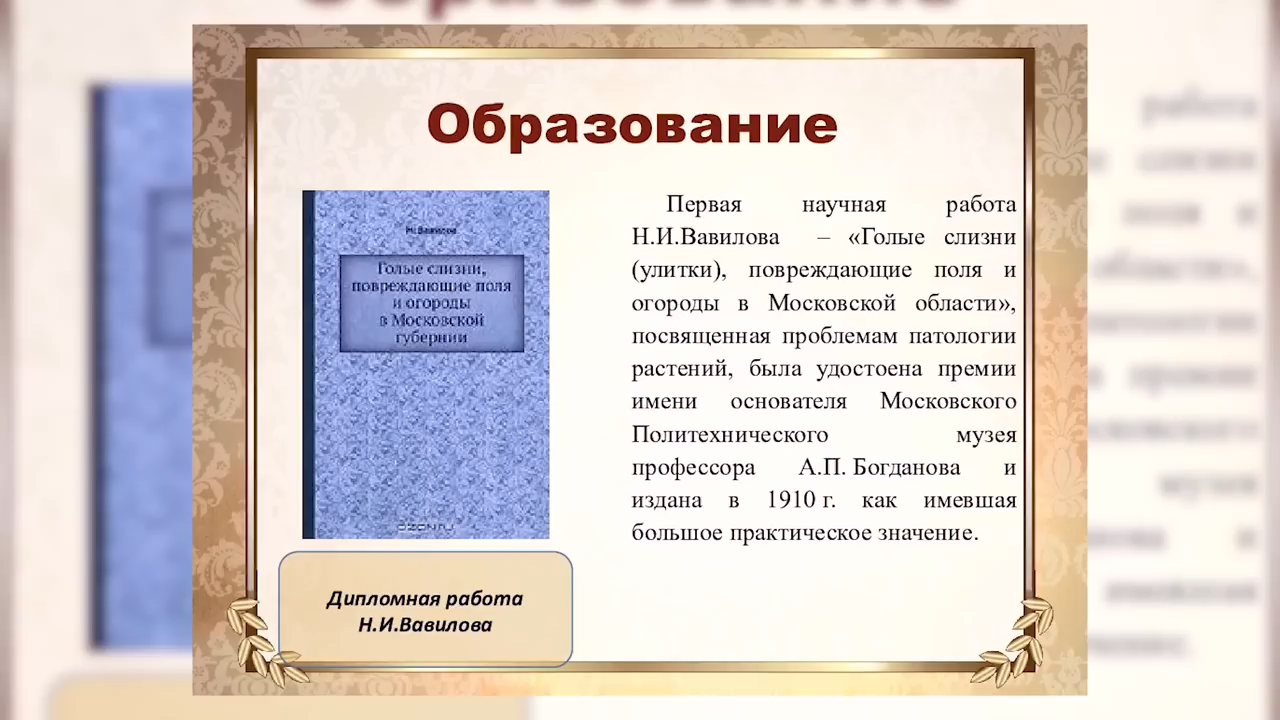 Образование
Н. Вавилов
Голые слизни,
повреждающие поля
и огороды
в Московской
губернии
Дипломная работа
Н.И.Вавилова
Первая научная работа
Н.И.Вавилова – «Голые слизни
(улитки), повреждающие поля и
огороды в Московской области»,
посвященная проблемам патологии
растений, была удостоена премии
имени основателя Московского
Политехнического музея
профессора А.П. Богданова и
издана в 1910 г. как имевшая
большое практическое значение.